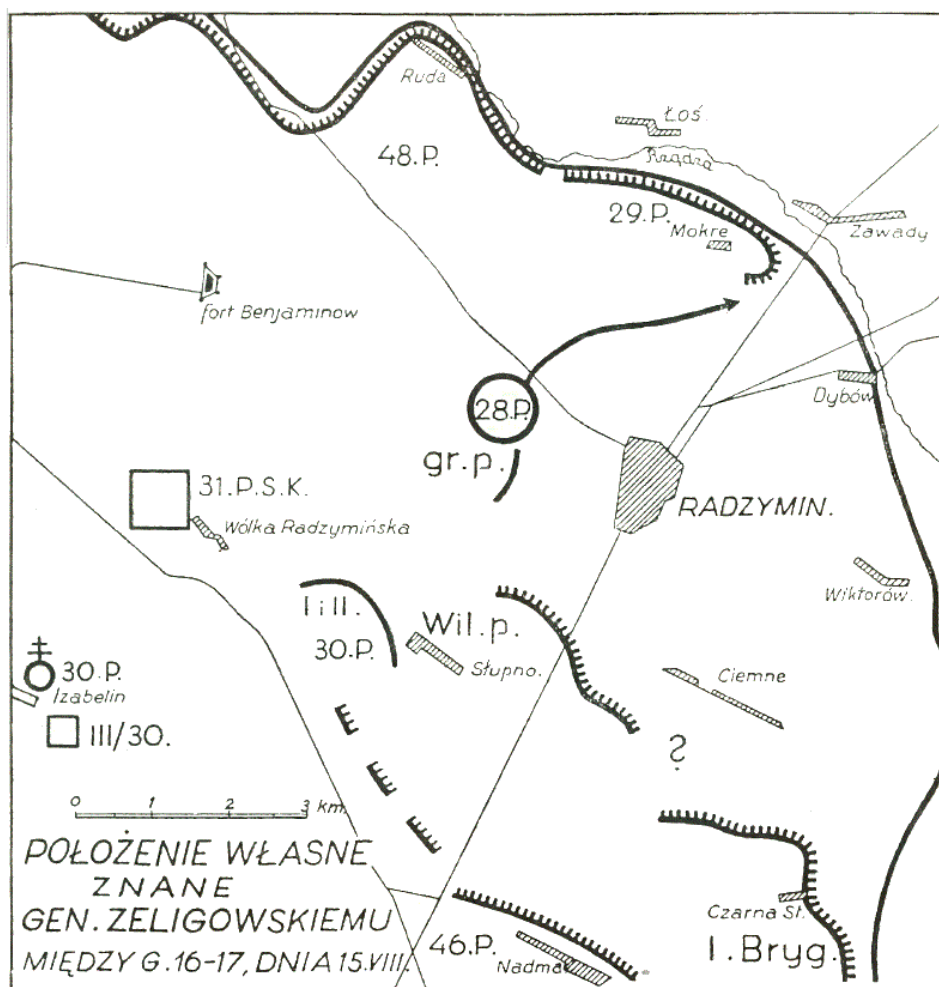 Ruda
Łoś.
Rządza
48.P.
29.P.
Mokre
Zawady
fort Benjaminow
28.P.
Dybów
gr.p.
31.P.S.K.
RADZYMIN.
Wólka Radzymińska
Wiktorów.
I i II.
30.P.
Wil.p.
Słupno.
Ciemne
30.P.
Izabelin
III/30.
?
0 1 2 3 km.
POŁOŻENIE WŁASNE
ZNANE
GEN. ŻELIGOWSKIEMU
MIĘDZY G. 16-17, DNIA 15.VIII.
Czarna St.
I. Bryg.
46.P.
Nadma